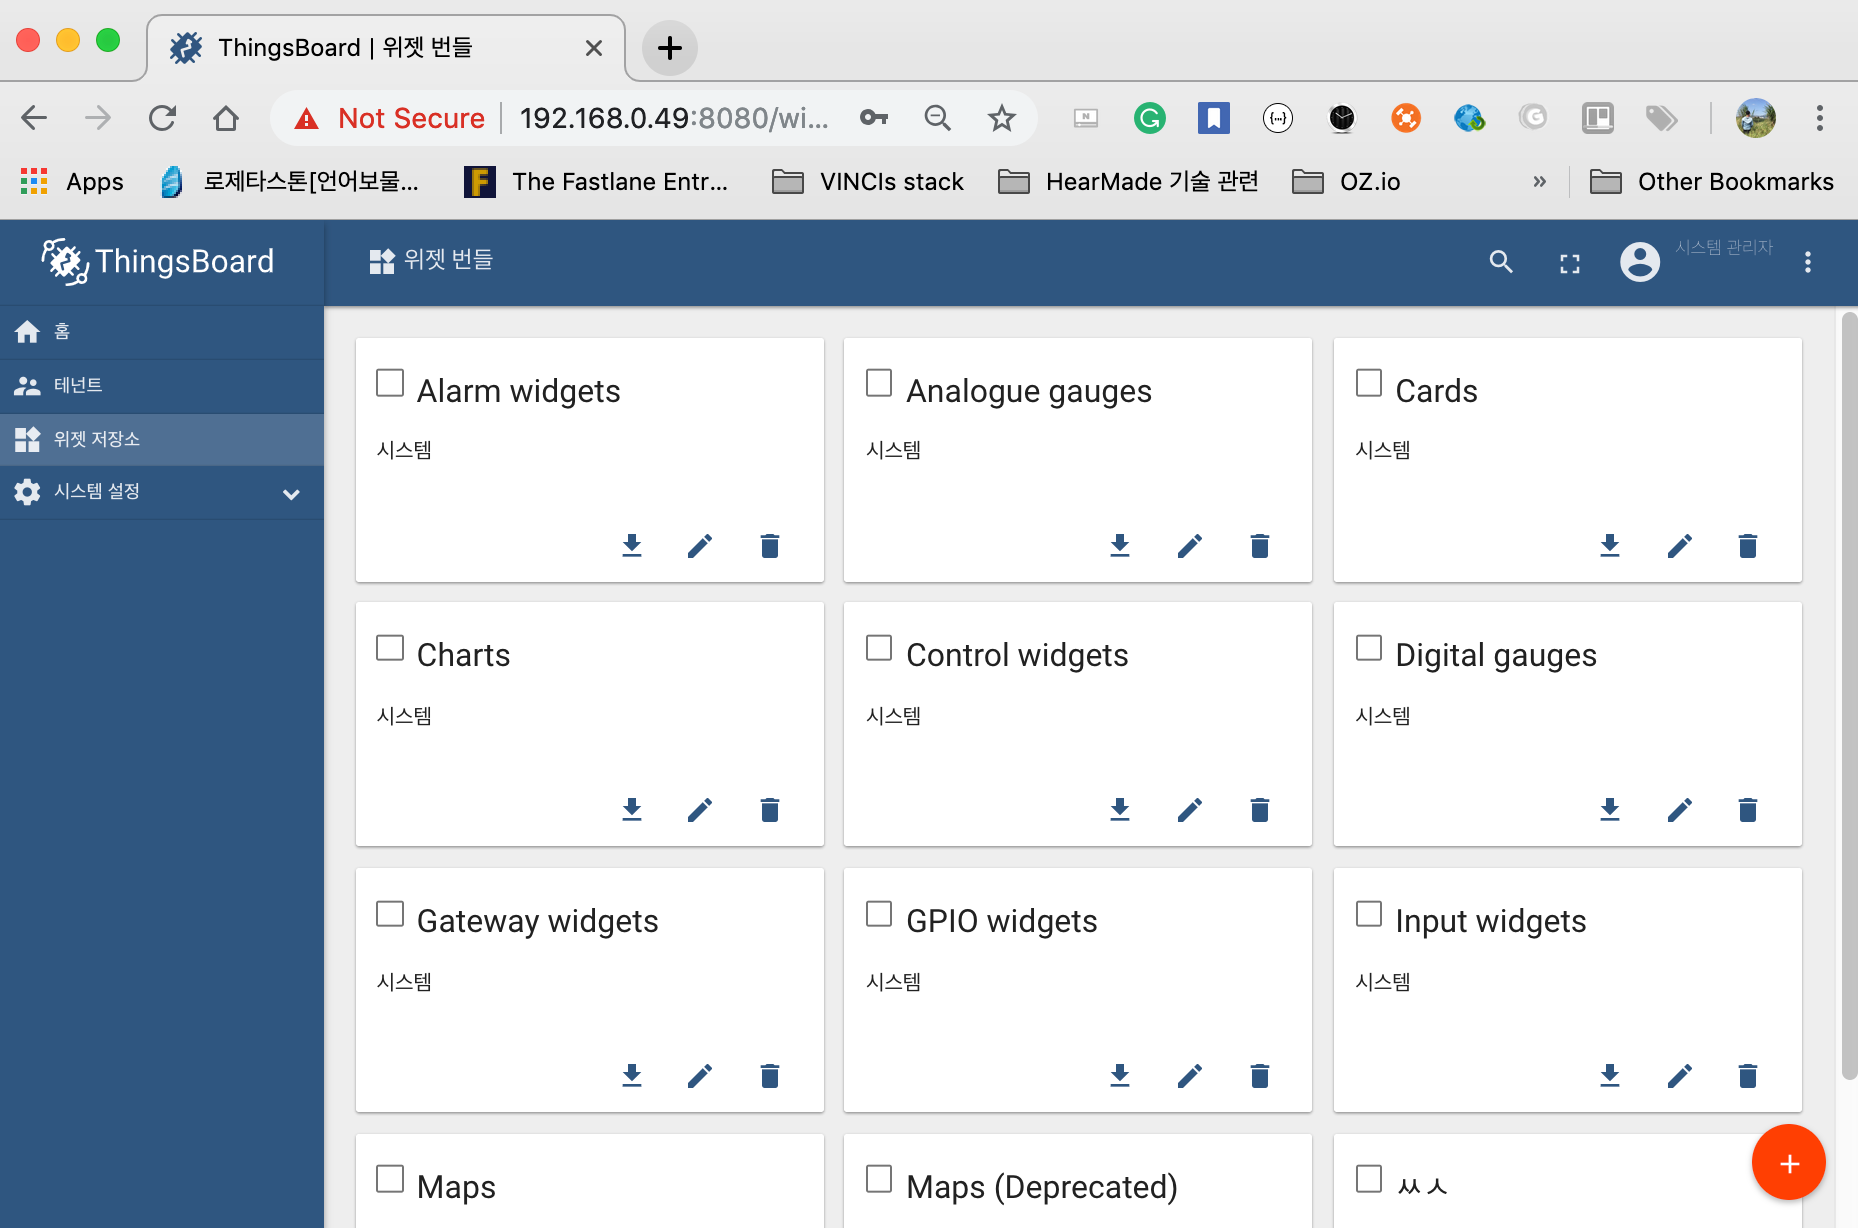 ThingsBoard | 위젯 번들
Not Secure | 192.168.0.49:8080/wi...
Apps 로제타스톤[언어보물... The Fastlane Entr... VINCIs stack HearMade 기술 관련 OZ.io » Other Bookmarks
ThingsBoard
위젯 번들
시스템 관리자
홈
테넌트
위젯 저장소
시스템 설정
Alarm widgets
시스템
Analogue gauges
시스템
Cards
시스템
Charts
시스템
Control widgets
시스템
Digital gauges
시스템
Gateway widgets
시스템
GPIO widgets
시스템
Input widgets
시스템
Maps
Maps (Deprecated)
ㅆㅅ